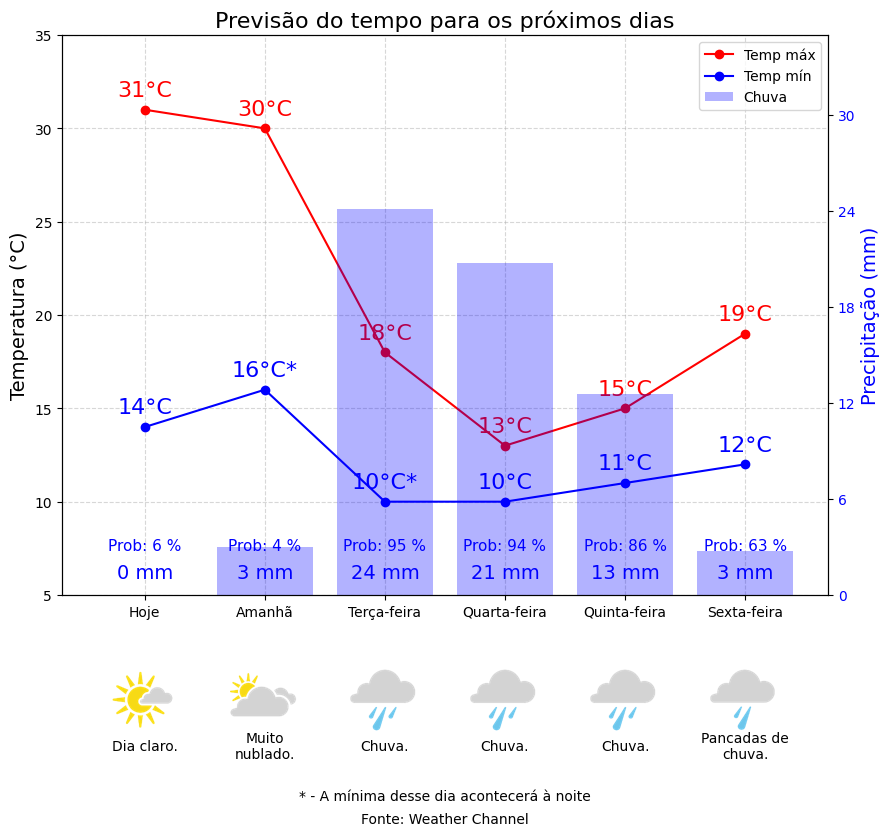 Previsão do tempo para os próximos dias
Temp máx
Temp mín
Chuva
Temperatura (°C)
Precipitação (mm)
35
30
25
20
15
10
5
30
24
18
12
6
0
31°C
30°C
18°C
13°C
15°C
19°C
14°C
16°C*
10°C*
10°C
11°C
12°C
Prob: 6 %
Prob: 4 %
Prob: 95 %
Prob: 94 %
Prob: 86 %
Prob: 63 %
0 mm
3 mm
24 mm
21 mm
13 mm
3 mm
Hoje
Amanhã
Terça-feira
Quarta-feira
Quinta-feira
Sexta-feira
Dia claro.
Muito
nublado.
Chuva.
Chuva.
Chuva.
Pancadas de
chuva.
* - A mínima desse dia acontecerá à noite
Fonte: Weather Channel